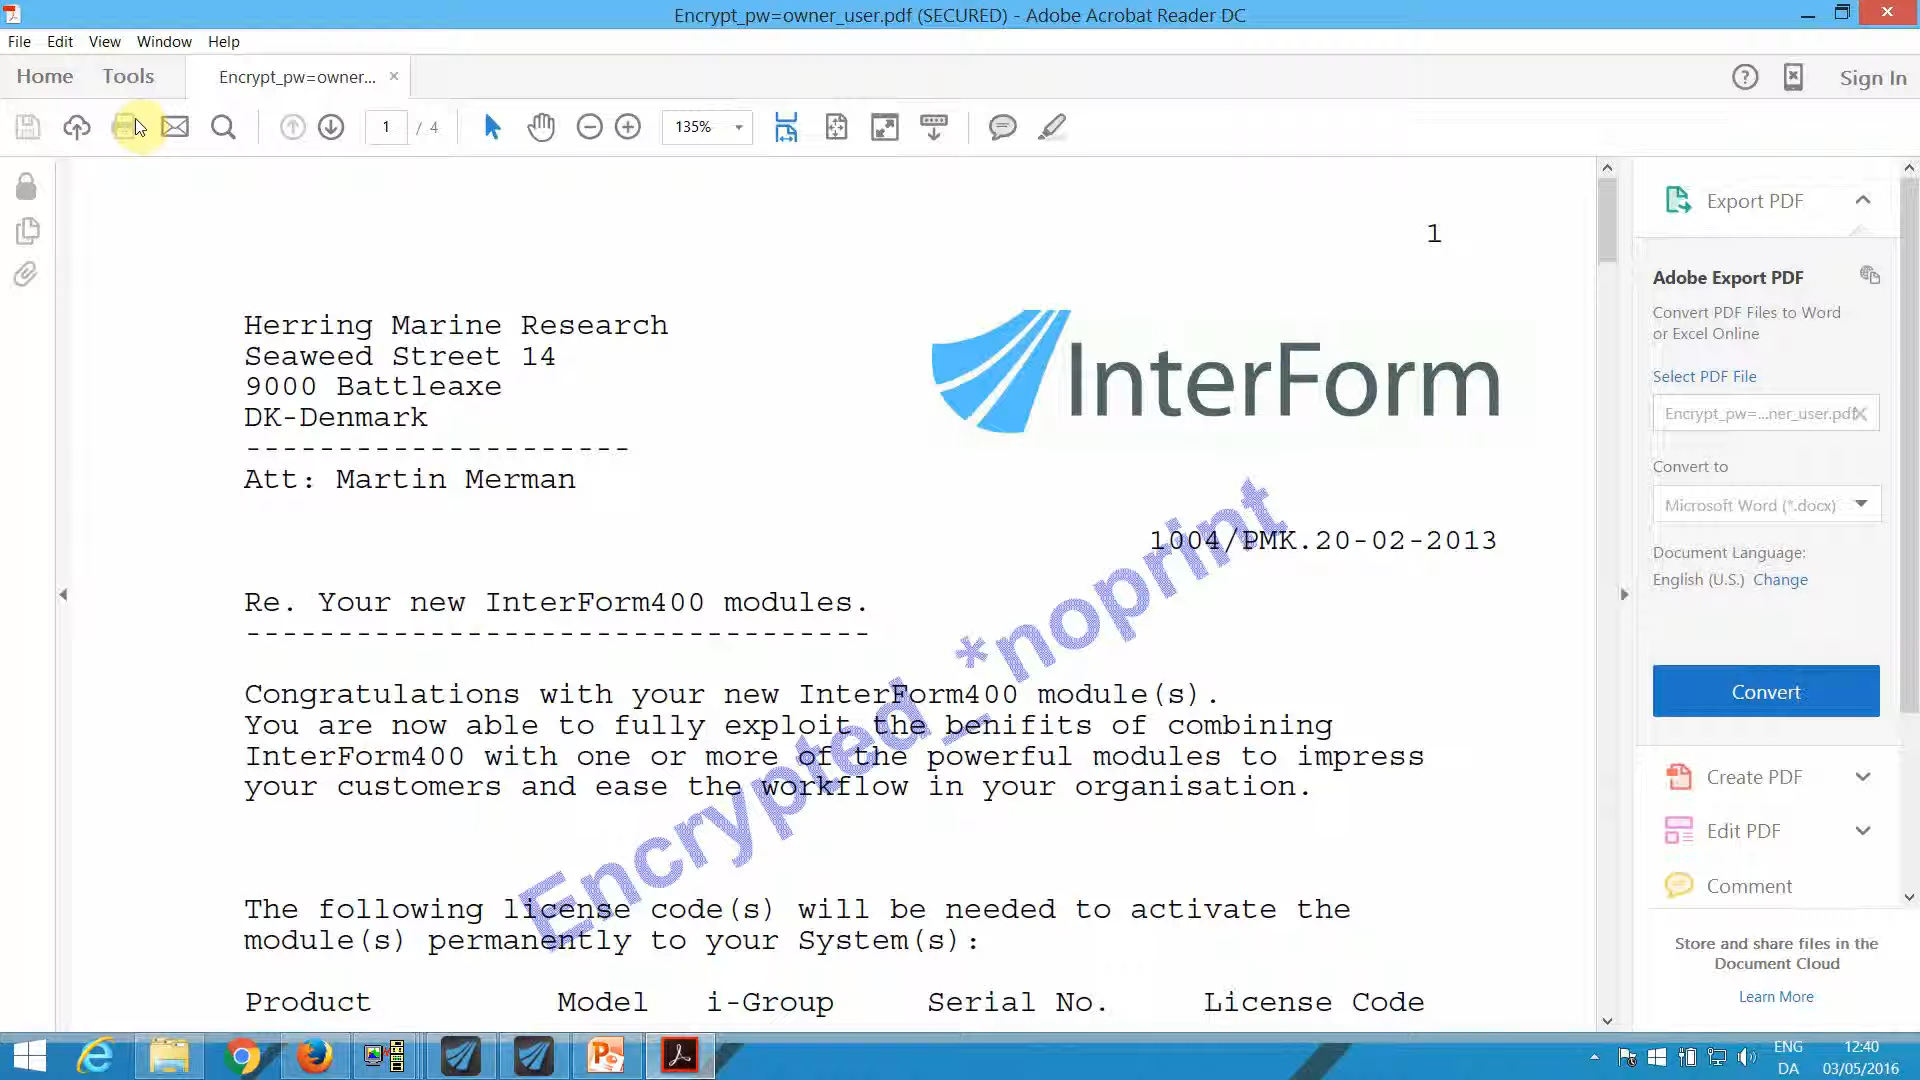 Encrypt_pw=owner_user.pdf (SECURED) - Adobe Acrobat Reader DC
File Edit View Window Help
Home Tools Encrypt_pw=owner... × Sign In
1 / 4 135%
1
Herring Marine Research
Seaweed Street 14
9000 Battleaxe
DK-Denmark
---------------------
Att: Martin Merman
InterForm
1004/PMK.20-02-2013
Re. Your new InterForm400 modules.
----------------------------------
Congratulations with your new InterForm400 module(s).
You are now able to fully exploit the benifits of combining
InterForm400 with one or more of the powerful modules to impress
your customers and ease the workflow in your organisation.
Encrypted_*noprint
The following license code(s) will be needed to activate the
module(s) permanently to your System(s):
Product Model i-Group Serial No. License Code
Export PDF
Adobe Export PDF
Convert PDF Files to Word
or Excel Online
Select PDF File
Encrypt_pw=...ner_user.pdf
Convert to
Microsoft Word (*.docx)
Document Language:
English (U.S.) Change
Convert
Create PDF
Edit PDF
Comment
Store and share files in the
Document Cloud
Learn More
ENG 12:40
DA 03/05/2016